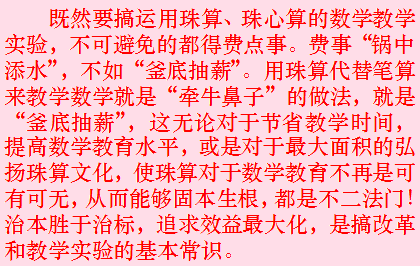 既然要搞运用珠算、珠心算的数学教学
实验，不可避免的都得费点事。费事“锅中
添水”，不如“釜底抽薪”。用珠算代替笔算
来教学数学就是“牵牛鼻子”的做法，就是
“釜底抽薪”，这无论对于节省教学时间，
提高数学教育水平，或是对于最大面积的弘
扬珠算文化，使珠算对于数学教育不再是可
有可无，从而能够固本生根，都是不二法门！
治本胜于治标，追求效益最大化，是搞改革
和教学实验的基本常识。